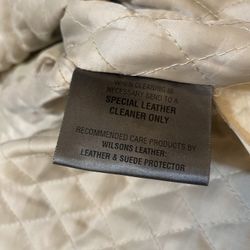 WHEN CLEANING IS
NECESSARY SEND TO A
SPECIAL LEATHER
CLEANER ONLY
RECOMMENDED CARE PRODUCTS BY
WILSONS LEATHER:
LEATHER & SUEDE PROTECTOR